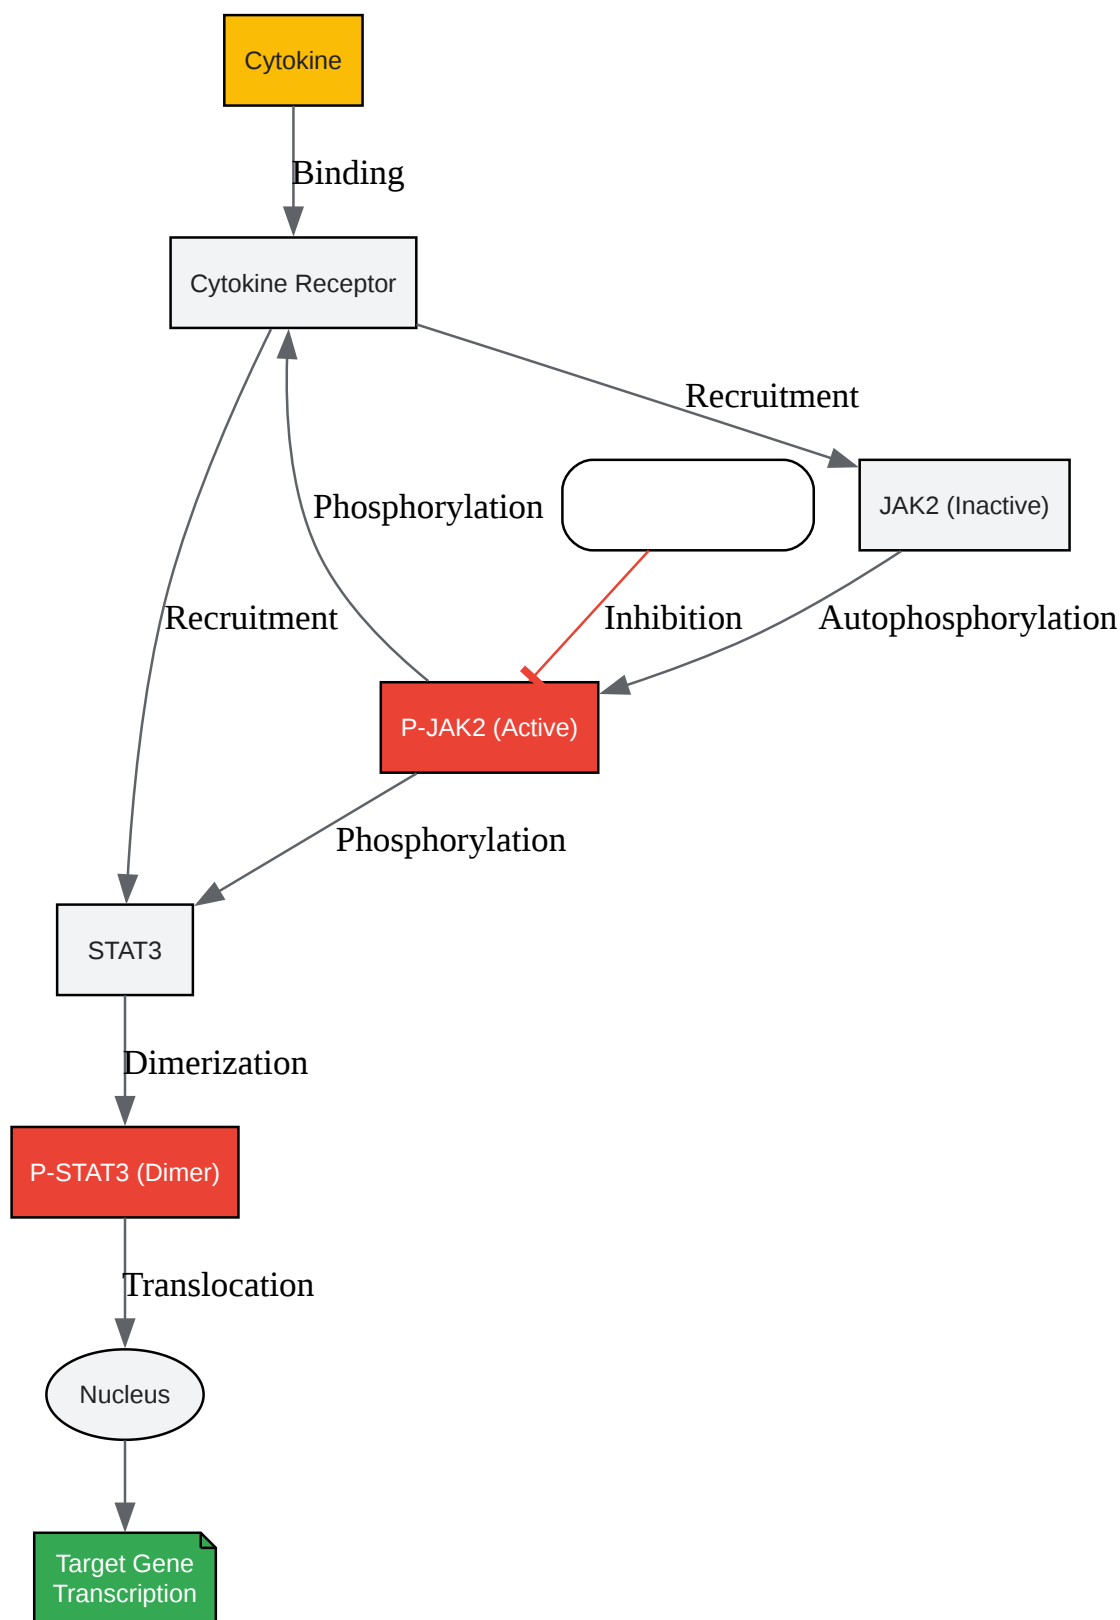 Cytokine
Binding
Cytokine Receptor
Recruitment
Phosphorylation
JAK2 (Inactive)
Recruitment
Inhibition
Autophosphorylation
P-JAK2 (Active)
Phosphorylation
STAT3
Dimerization
P-STAT3 (Dimer)
Translocation
Nucleus
Target Gene
Transcription